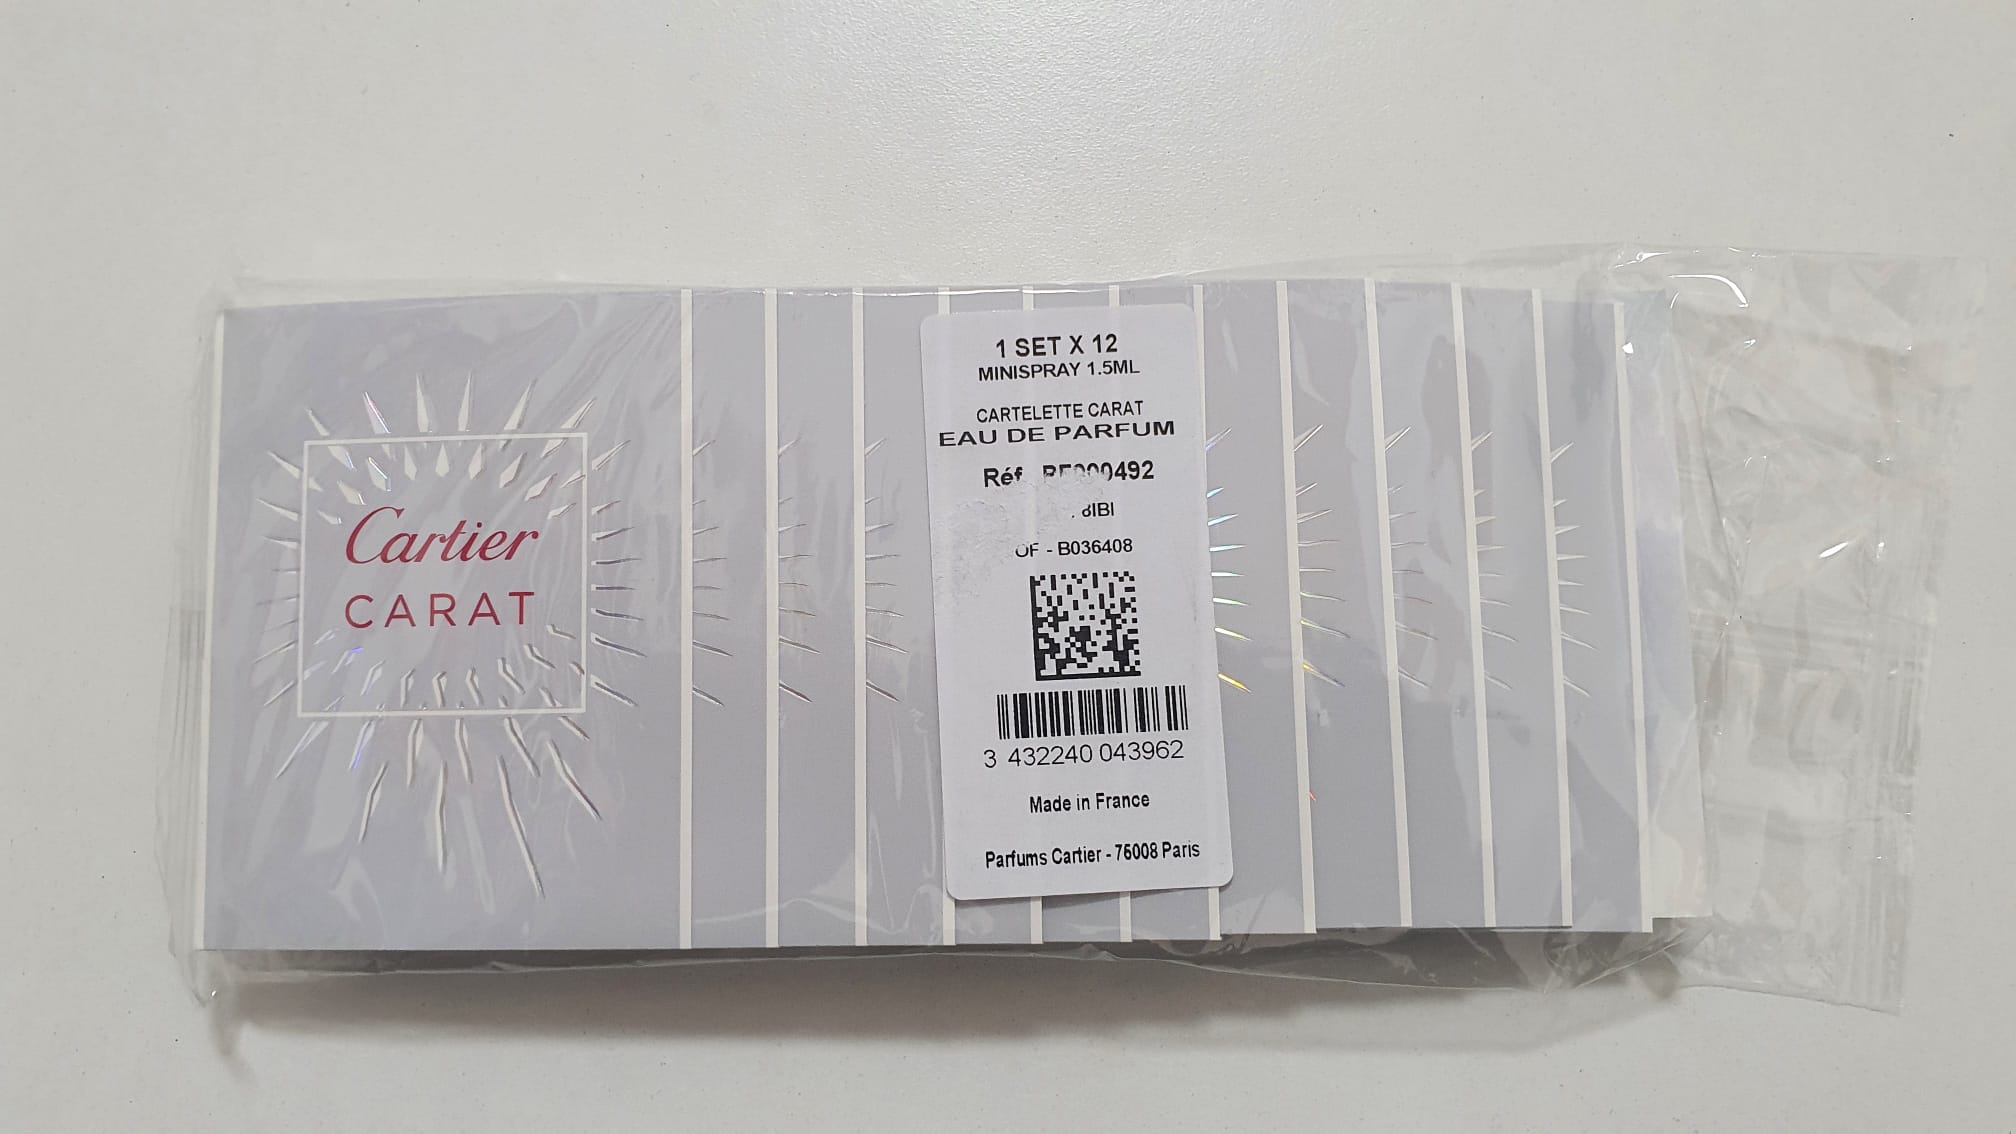 Cartier
CARAT
1 SET X 12
MINISPRAY 1.5ML
CARTELETTE CARAT
EAU DE PARFUM
Réf
OF - B036408
3 432240 043962
Made in France
Parfums Cartier - 75008 Paris